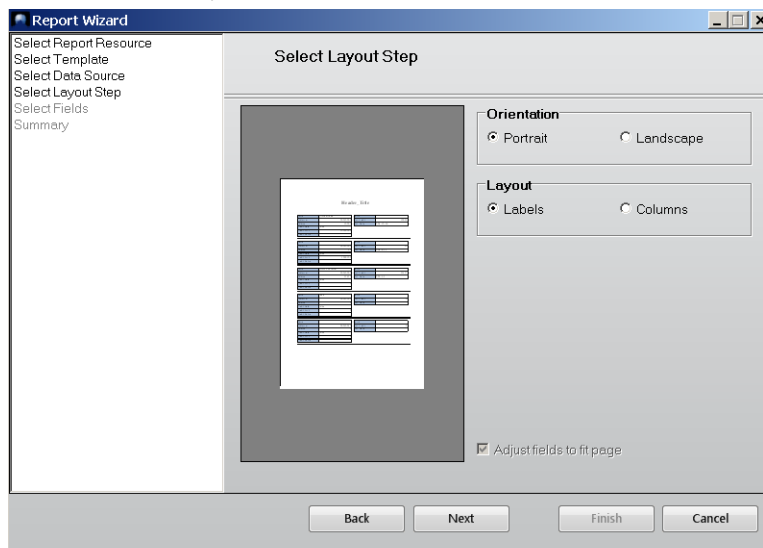 Report Wizard
Select Report Resource
Select Template
Select Data Source
Select Layout Step
Select Fields
Summary
Select Layout Step
Orientation
Portrait Landscape
Layout
Labels Columns
Adjust fields to fit page
Back Next Finish Cancel